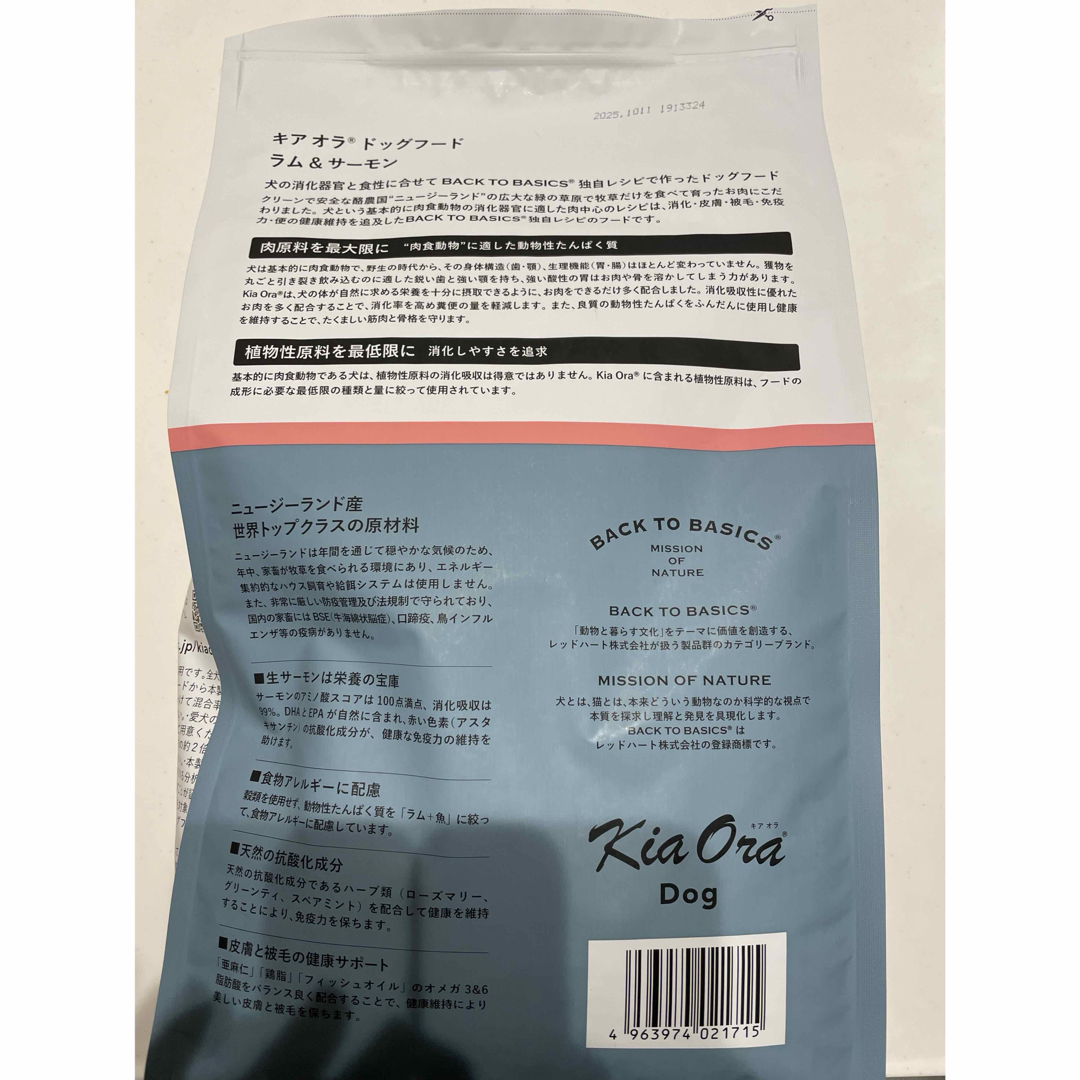 2025.1011 1913324
キア オラ® ドッグフード
ラム & サーモン
犬の消化器官と食性に合せて BACK TO BASICS® 独自レシピで作ったドッグフード
クリーンで安全な酪農国“ニュージーランド”の広大な緑の草原で牧草だけを食べて育ったお肉にこだ
わりました。犬という基本的に肉食動物の消化器官に適した肉中心のレシピは、消化・皮膚・被毛・免疫
力・便の健康維持を追及したBACK TO BASICS®独自レシピのフードです。
肉原料を最大限に “肉食動物”に適した動物性たんぱく質
犬は基本的に肉食動物で、野生の時代から、その身体構造(歯・顎)、生理機能(胃・腸)はほとんど変わっていません。獲物を
丸ごと引き裂き飲み込むのに適した鋭い歯と強い顎を持ち、強い酸性の胃はお肉や骨を溶かしてしまう力があります。
Kia Ora®は、犬の体が自然に求める栄養を十分に摂取できるように、お肉をできるだけ多く配合しました。消化吸収性に優れた
お肉を多く配合することで、消化率を高め糞便の量を軽減します。また、良質の動物性たんぱくをふんだんに使用し健康
を維持することで、たくましい筋肉と骨格を守ります。
植物性原料を最低限に 消化しやすさを追求
基本的に肉食動物である犬は、植物性原料の消化吸収は得意ではありません。Kia Ora® に含まれる植物性原料は、フードの
成形に必要な最低限の種類と量に絞って使用されています。
ニュージーランド産
世界トップクラスの原材料
ニュージーランドは年間を通じて穏やかな気候のため、
年中、家畜が牧草を食べられる環境にあり、エネルギー
集約的なハウス飼育や給餌システムは使用しません。
また、非常に厳しい防疫管理及び法規制で守られており、
国内の家畜には BSE(牛海綿状脳症)、口蹄疫、鳥インフル
エンザ等の疫病がありません。
■生サーモンは栄養の宝庫
サーモンのアミノ酸スコアは 100点満点、消化吸収は
99%。DHAとEPA が自然に含まれ、赤い色素(アスタ
キサンチン)の抗酸化成分が、健康な免疫力の維持を
助けます。
■食物アレルギーに配慮
穀類を使用せず、動物性たんぱく質を「ラム+魚」に絞っ
て、食物アレルギーに配慮しています。
■天然の抗酸化成分
天然の抗酸化成分であるハーブ類(ローズマリー、
グリーンティ、スペアミント)を配合して健康を維持
することにより、免疫力を保ちます。
■皮膚と被毛の健康サポート
「亜麻仁」「鶏脂」「フィッシュオイル」のオメガ 3&6
脂肪酸をバランス良く配合することで、健康維持により
美しい皮膚と被毛を保ちます。
BACK TO BASICS®
MISSION
OF
NATURE
BACK TO BASICS®
「動物と暮らす文化」をテーマに価値を創造する、
レッドハート株式会社が扱う製品群のカテゴリーブランド。
MISSION OF NATURE
犬とは、猫とは、本来どういう動物なのか科学的な視点で
本質を探求し理解と発見を具現化します。
BACK TO BASICS® は
レッドハート株式会社の登録商標です。
キア オラ
Kia Ora®
Dog
4 963974 021715
.jp/kiao
用です。全犬
ードから本製
けて混合率
い。愛犬の
用意くだ
の約2倍